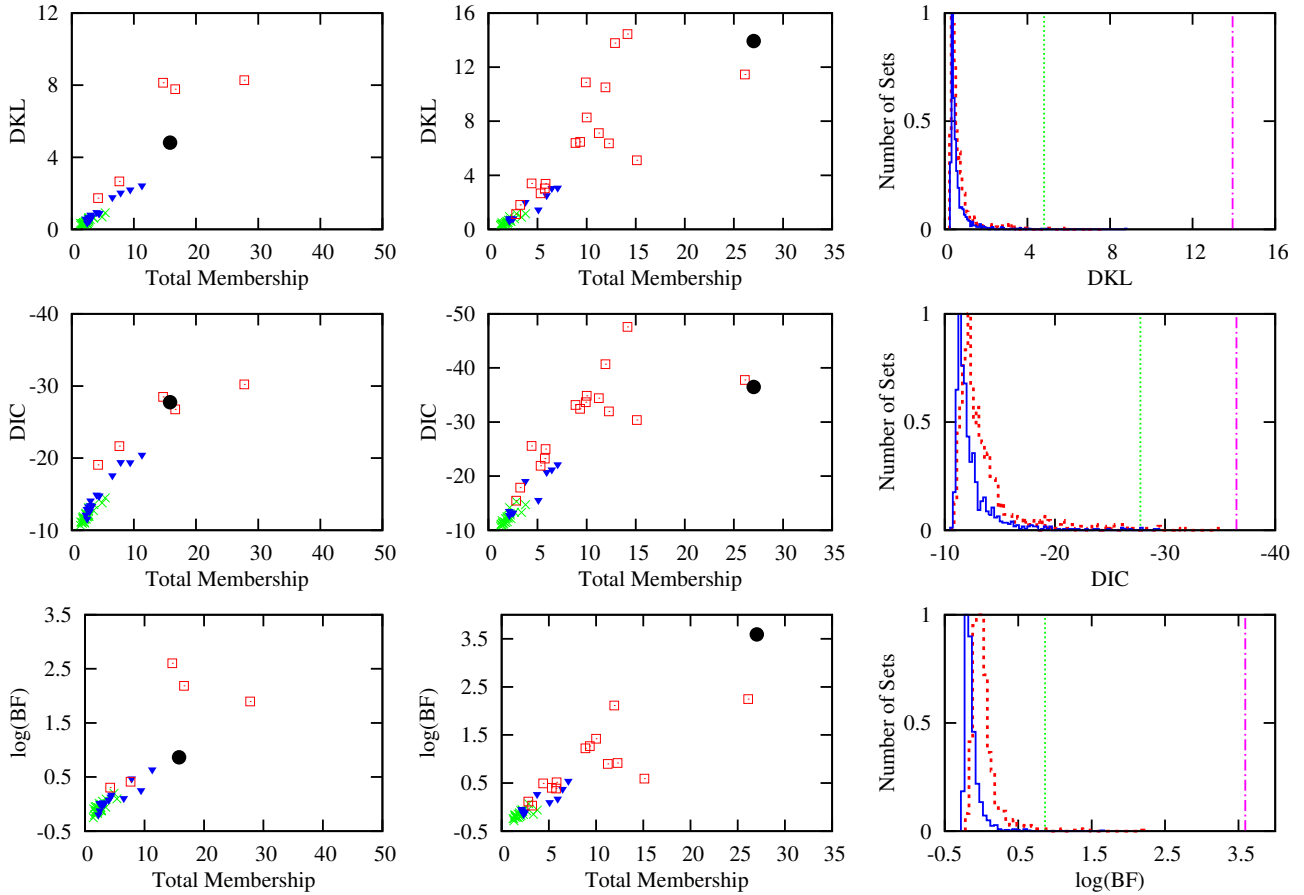 12
8
4
0
DKL
0 10 20 30 40 50
Total Membership
16
12
8
4
0
DKL
0 5 10 15 20 25 30 35
Total Membership
1
0.5
0
Number of Sets
0 4 8 12 16
DKL
-40
-30
-20
-10
DIC
0 10 20 30 40 50
Total Membership
-50
-40
-30
-20
-10
DIC
0 5 10 15 20 25 30 35
Total Membership
1
0.5
0
Number of Sets
-10 -20 -30 -40
DIC
3.5
2.5
1.5
0.5
-0.5
log(BF)
0 10 20 30 40 50
Total Membership
3.5
2.5
1.5
0.5
-0.5
log(BF)
0 5 10 15 20 25 30 35
Total Membership
1
0.5
0
Number of Sets
-0.5 0.5 1.5 2.5 3.5
log(BF)